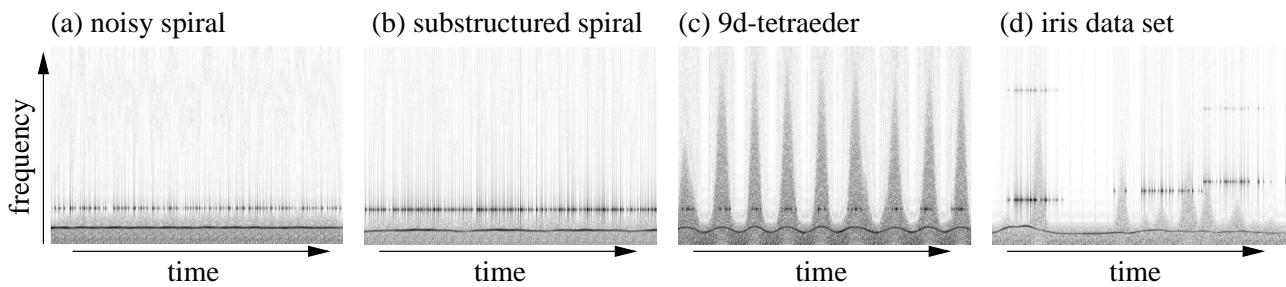 (a) noisy spiral
(b) substructured spiral
(c) 9d-tetraeder
(d) iris data set
frequency
time
time
time
time